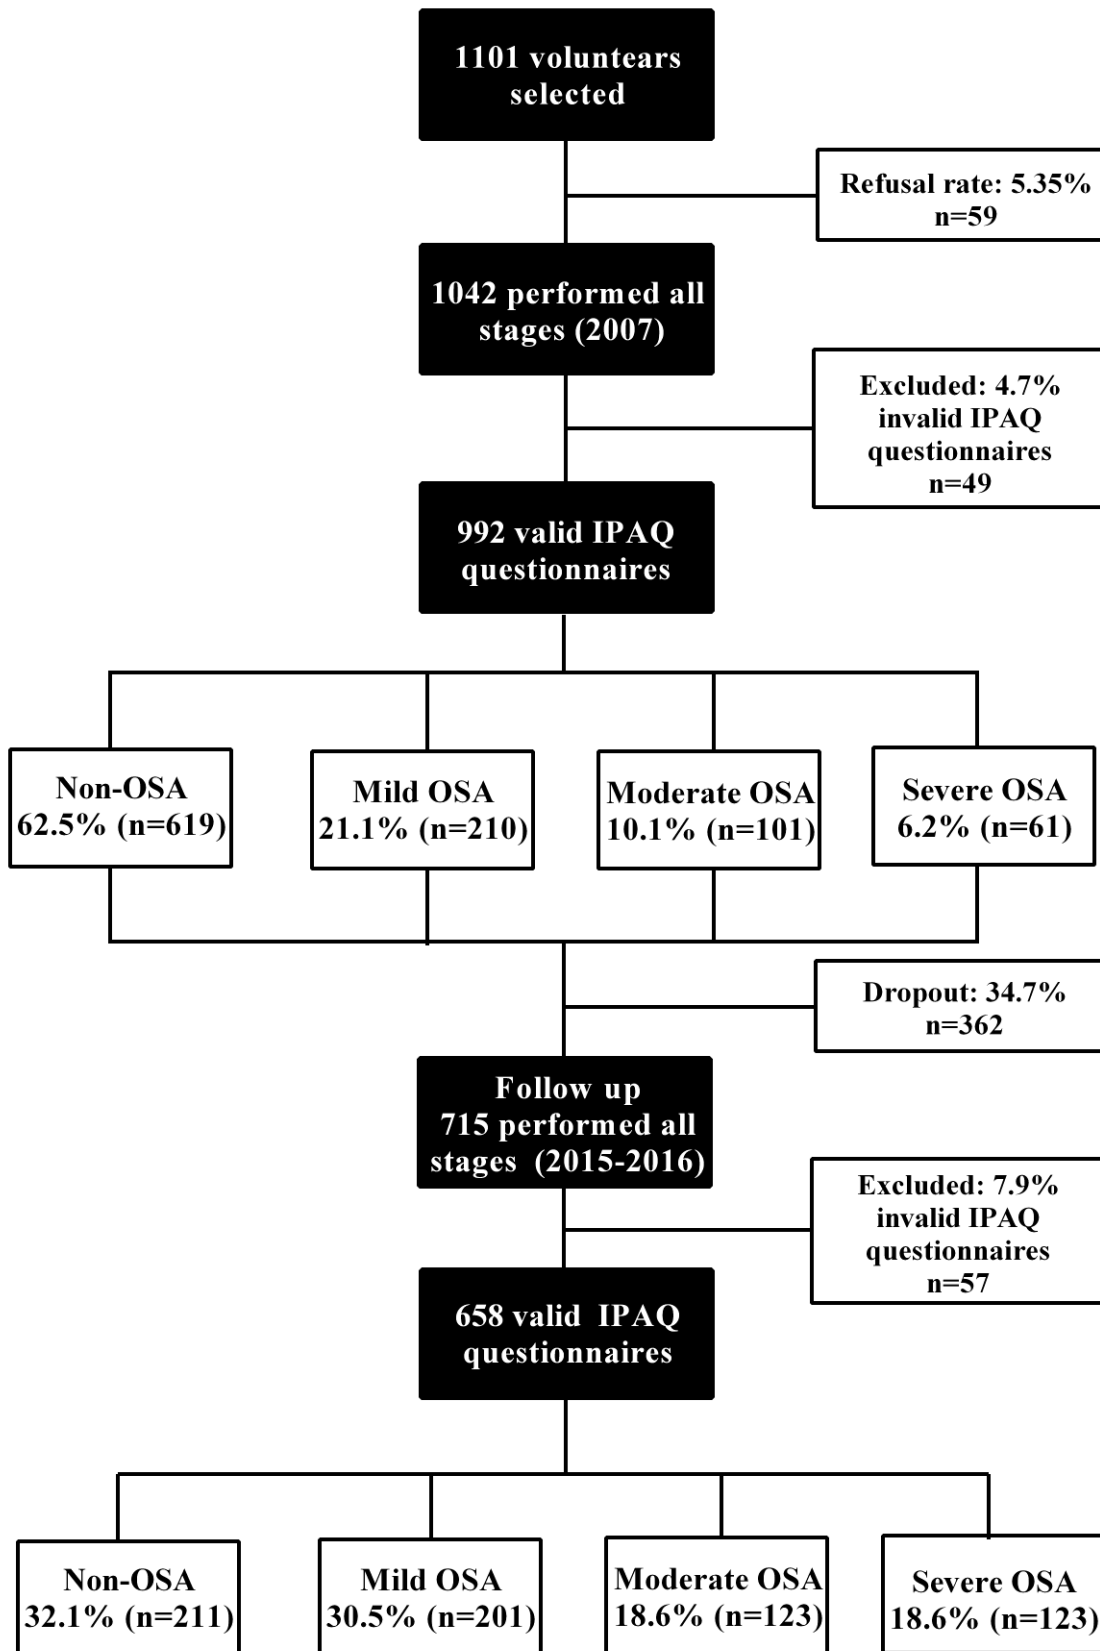 1101 voluntears
selected
Refusal rate: 5.35%
n=59
1042 performed all
stages (2007)
Excluded: 4.7%
invalid IPAQ
questionnaires
n=49
992 valid IPAQ
questionnaires
Non-OSA
62.5% (n=619)
Mild OSA
21.1% (n=210)
Moderate OSA
10.1% (n=101)
Severe OSA
6.2% (n=61)
Dropout: 34.7%
n=362
Follow up
715 performed all
stages (2015-2016)
Excluded: 7.9%
invalid IPAQ
questionnaires
n=57
658 valid IPAQ
questionnaires
Non-OSA
32.1% (n=211)
Mild OSA
30.5% (n=201)
Moderate OSA
18.6% (n=123)
Severe OSA
18.6% (n=123)